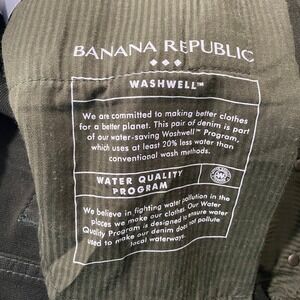 BANANA REPUBLIC
WASHWELL™
We are committed to making better clothes
for a better planet. This pair of denim is part
of our water-saving Washwell™ Program
which uses at least 20% less water than
conventional wash methods.
WATER QUALITY
PROGRAM
We believe in fighting water pollution in the
places we make our clothes. Our Water
Quality Program is designed to ensure water
used to make our denim does not pollute
local waterways.